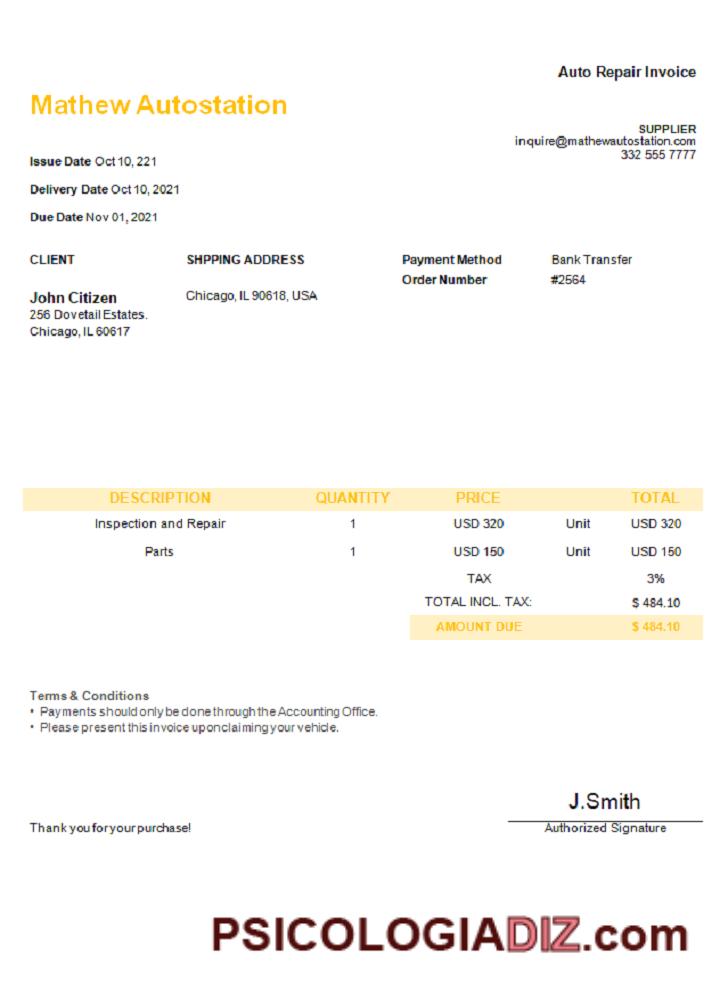 Auto Repair Invoice
Mathew Autostation
SUPPLIER
inquire@mathewautostation.com
332 555 7777
Issue Date Oct 10, 221
Delivery Date Oct 10, 2021
Due Date Nov 01, 2021
CLIENT SHPPING ADDRESS Payment Method Bank Transfer
Order Number #2564
John Citizen Chicago, IL 90618, USA
256 Dovetail Estates.
Chicago, IL 60617
DESCRIPTION QUANTITY PRICE TOTAL
Inspection and Repair 1 USD 320 Unit USD 320
Parts 1 USD 150 Unit USD 150
TAX 3%
TOTAL INCL. TAX: $ 484.10
AMOUNT DUE $ 484.10
Terms & Conditions
• Payments should only be done through the Accounting Office.
• Please present this invoice upon claiming your vehicle.
J.Smith
Thank you for your purchase! Authorized Signature
PSICOLOGIADIZ.com